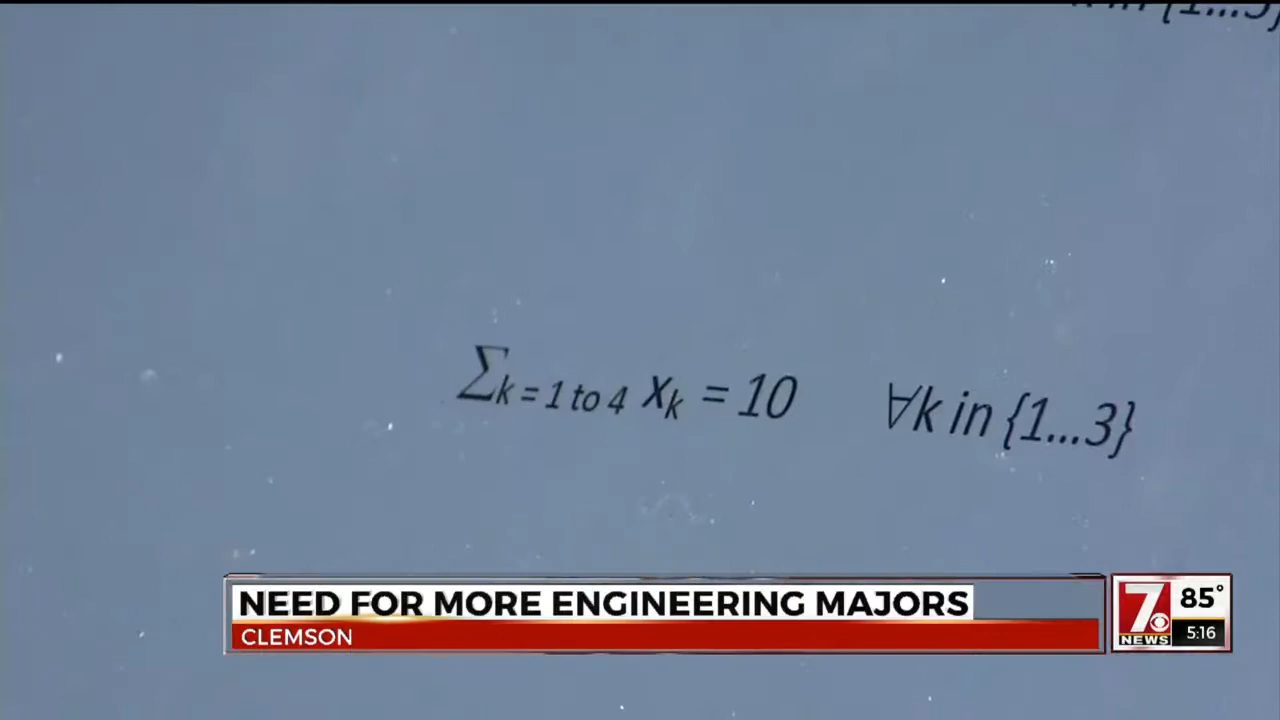 Σk = 1 to 4 xk = 10 ∀k in {1...3}
NEED FOR MORE ENGINEERING MAJORS
CLEMSON
7
NEWS
85°
5:16